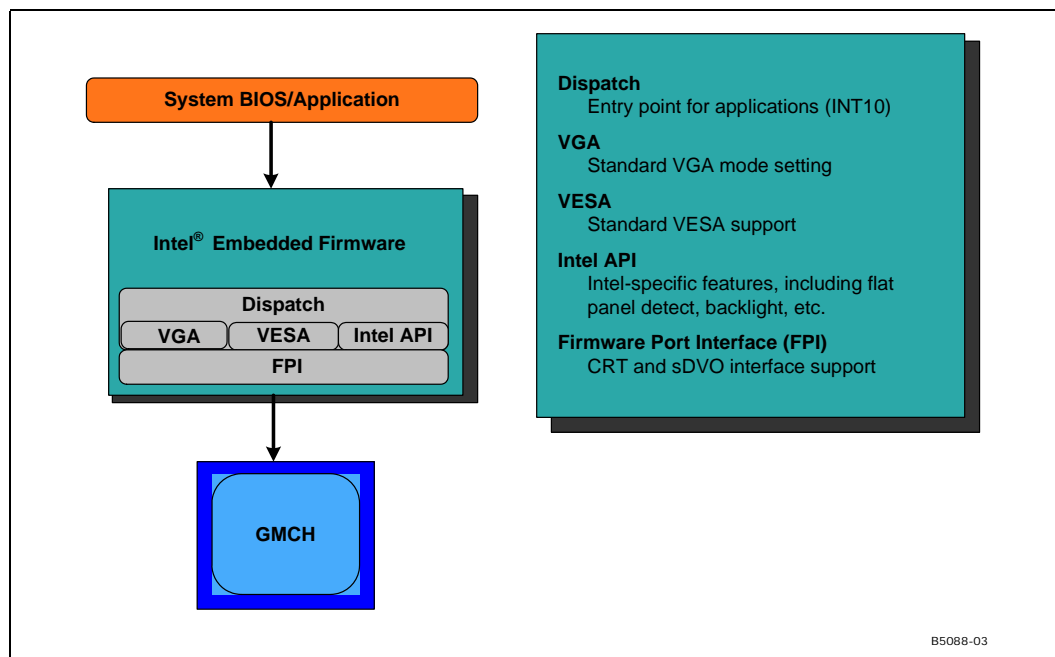 System BIOS/Application
Intel® Embedded Firmware
Dispatch
VGA
VESA
Intel API
FPI
GMCH
Dispatch
Entry point for applications (INT10)
VGA
Standard VGA mode setting
VESA
Standard VESA support
Intel API
Intel-specific features, including flat
panel detect, backlight, etc.
Firmware Port Interface (FPI)
CRT and sDVO interface support
B5088-03